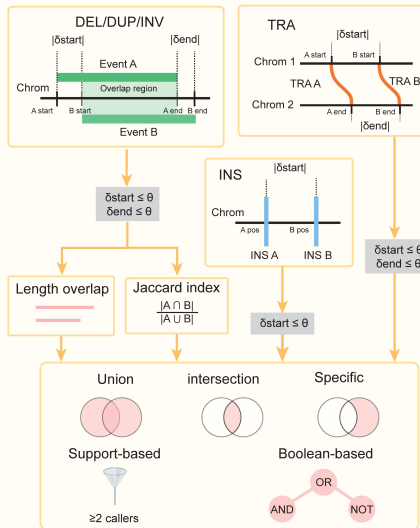 DEL/DUP/INV
|δstart|
|δend|
Event A
Chrom
Overlap region
A start
B start
A end
B end
Event B
TRA
|δstart|
A start
B start
Chrom 1
TRA A
TRA B
Chrom 2
A end
B end
|δend|
δstart ≤ θ
δend ≤ θ
INS
|δstart|
Chrom
A pos
B pos
INS A
INS B
δstart ≤ θ
δend ≤ θ
Length overlap
Jaccard index
|A ∩ B|
|A ∪ B|
δstart ≤ θ
Union
intersection
Specific
Support-based
Boolean-based
≥2 callers
OR
AND
NOT